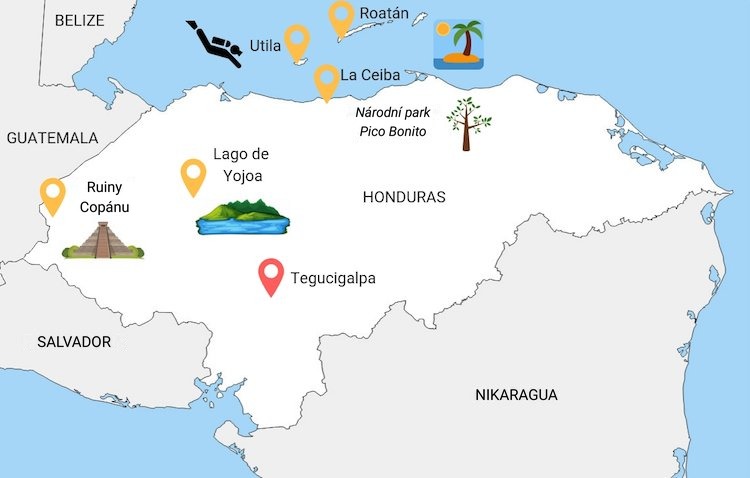 BELIZE
Roatán
Utila
La Ceiba
Národní park
Pico Bonito
GUATEMALA
Lago de
Yojoa
Ruiny
Copánu
HONDURAS
Tegucigalpa
SALVADOR
NIKARAGUA